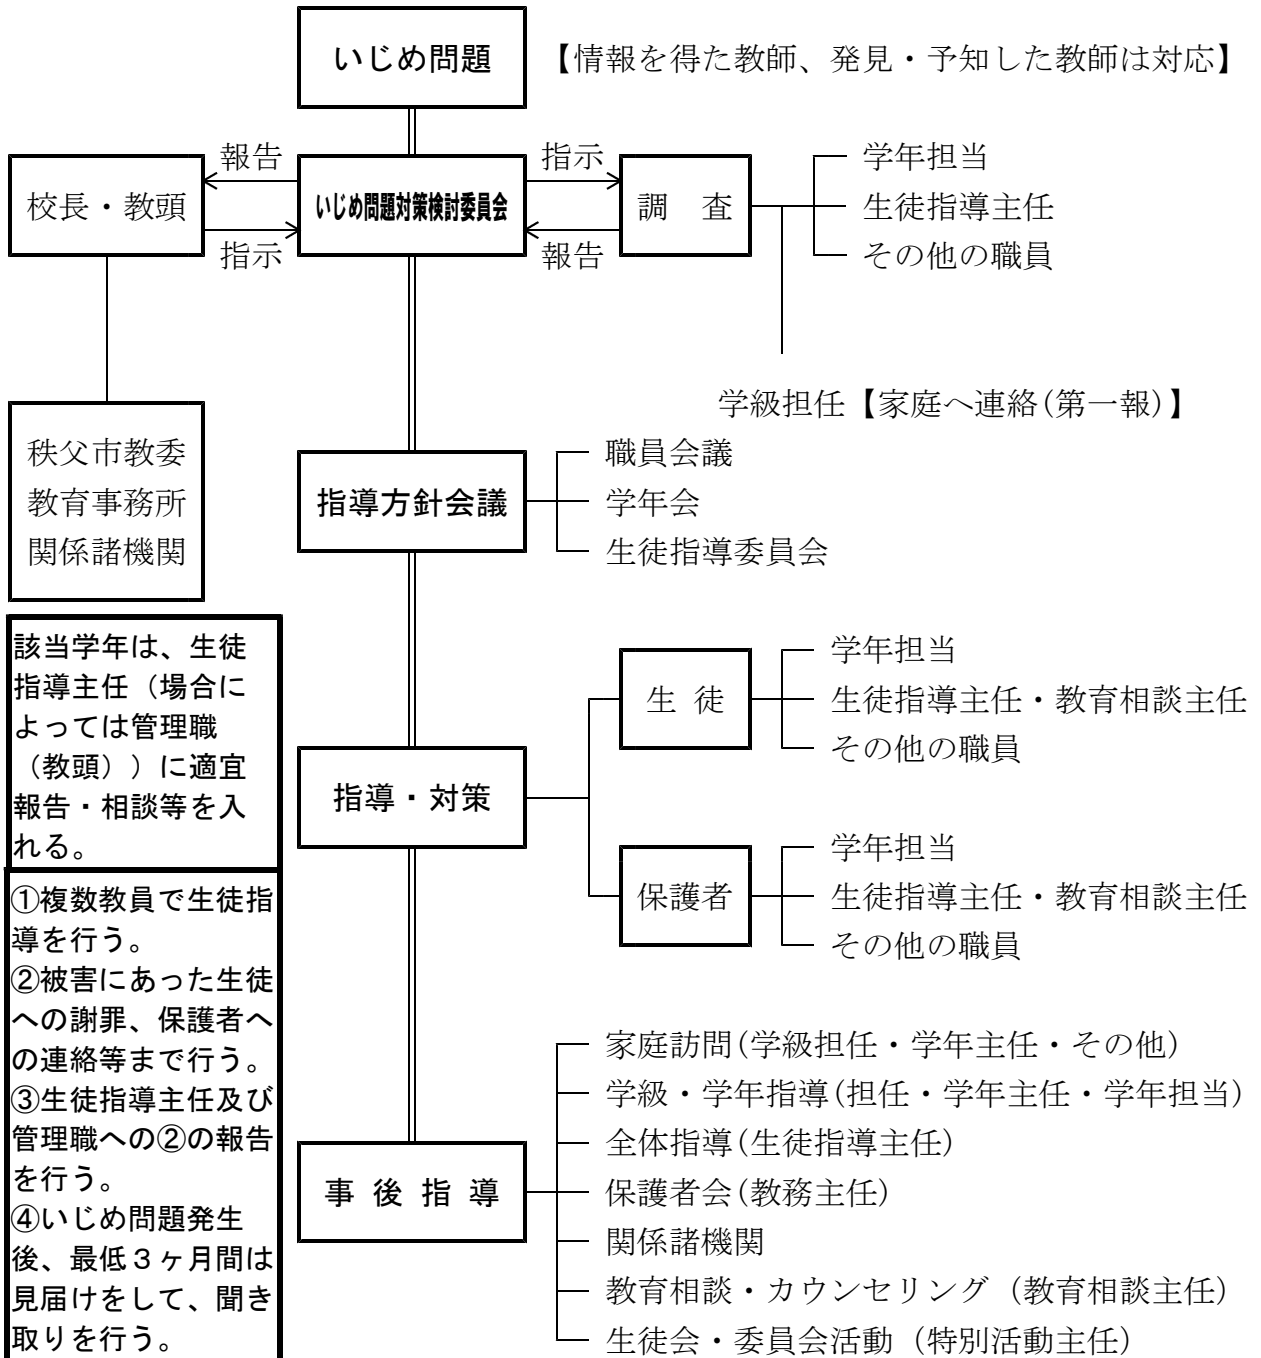 いじめ問題
【情報を得た教師、発見・予知した教師は対応】
報告
指示
学年担当
校長・教頭
いじめ問題対策検討委員会
調　査
生徒指導主任
指示
報告
その他の職員
学級担任【家庭へ連絡(第一報)】
秩父市教委
教育事務所
関係諸機関
職員会議
指導方針会議
学年会
生徒指導委員会
該当学年は、生徒
指導主任（場合に
よっては管理職
（教頭））に適宜
報告・相談等を入
れる。
学年担当
生 徒
生徒指導主任・教育相談主任
その他の職員
指導・対策
学年担当
保護者
生徒指導主任・教育相談主任
その他の職員
①複数教員で生徒指
導を行う。
②被害にあった生徒
への謝罪、保護者へ
の連絡等まで行う。
③生徒指導主任及び
管理職への②の報告
を行う。
④いじめ問題発生
後、最低３ヶ月間は
見届けをして、聞き
取りを行う。
家庭訪問(学級担任・学年主任・その他)
学級・学年指導(担任・学年主任・学年担当)
全体指導(生徒指導主任)
事 後 指 導
保護者会(教務主任)
関係諸機関
教育相談・カウンセリング（教育相談主任)
生徒会・委員会活動（特別活動主任)